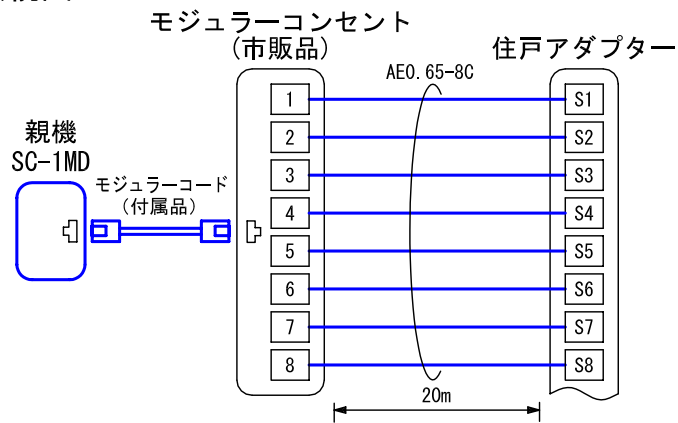 モジュラーコンセント
(市販品)
住戸アダプター
AE0.65-8C
親機
SC-1MD
モジュラーコード
(付属品)
1
S1
2
S2
3
S3
4
S4
5
S5
6
S6
7
S7
8
S8
20m